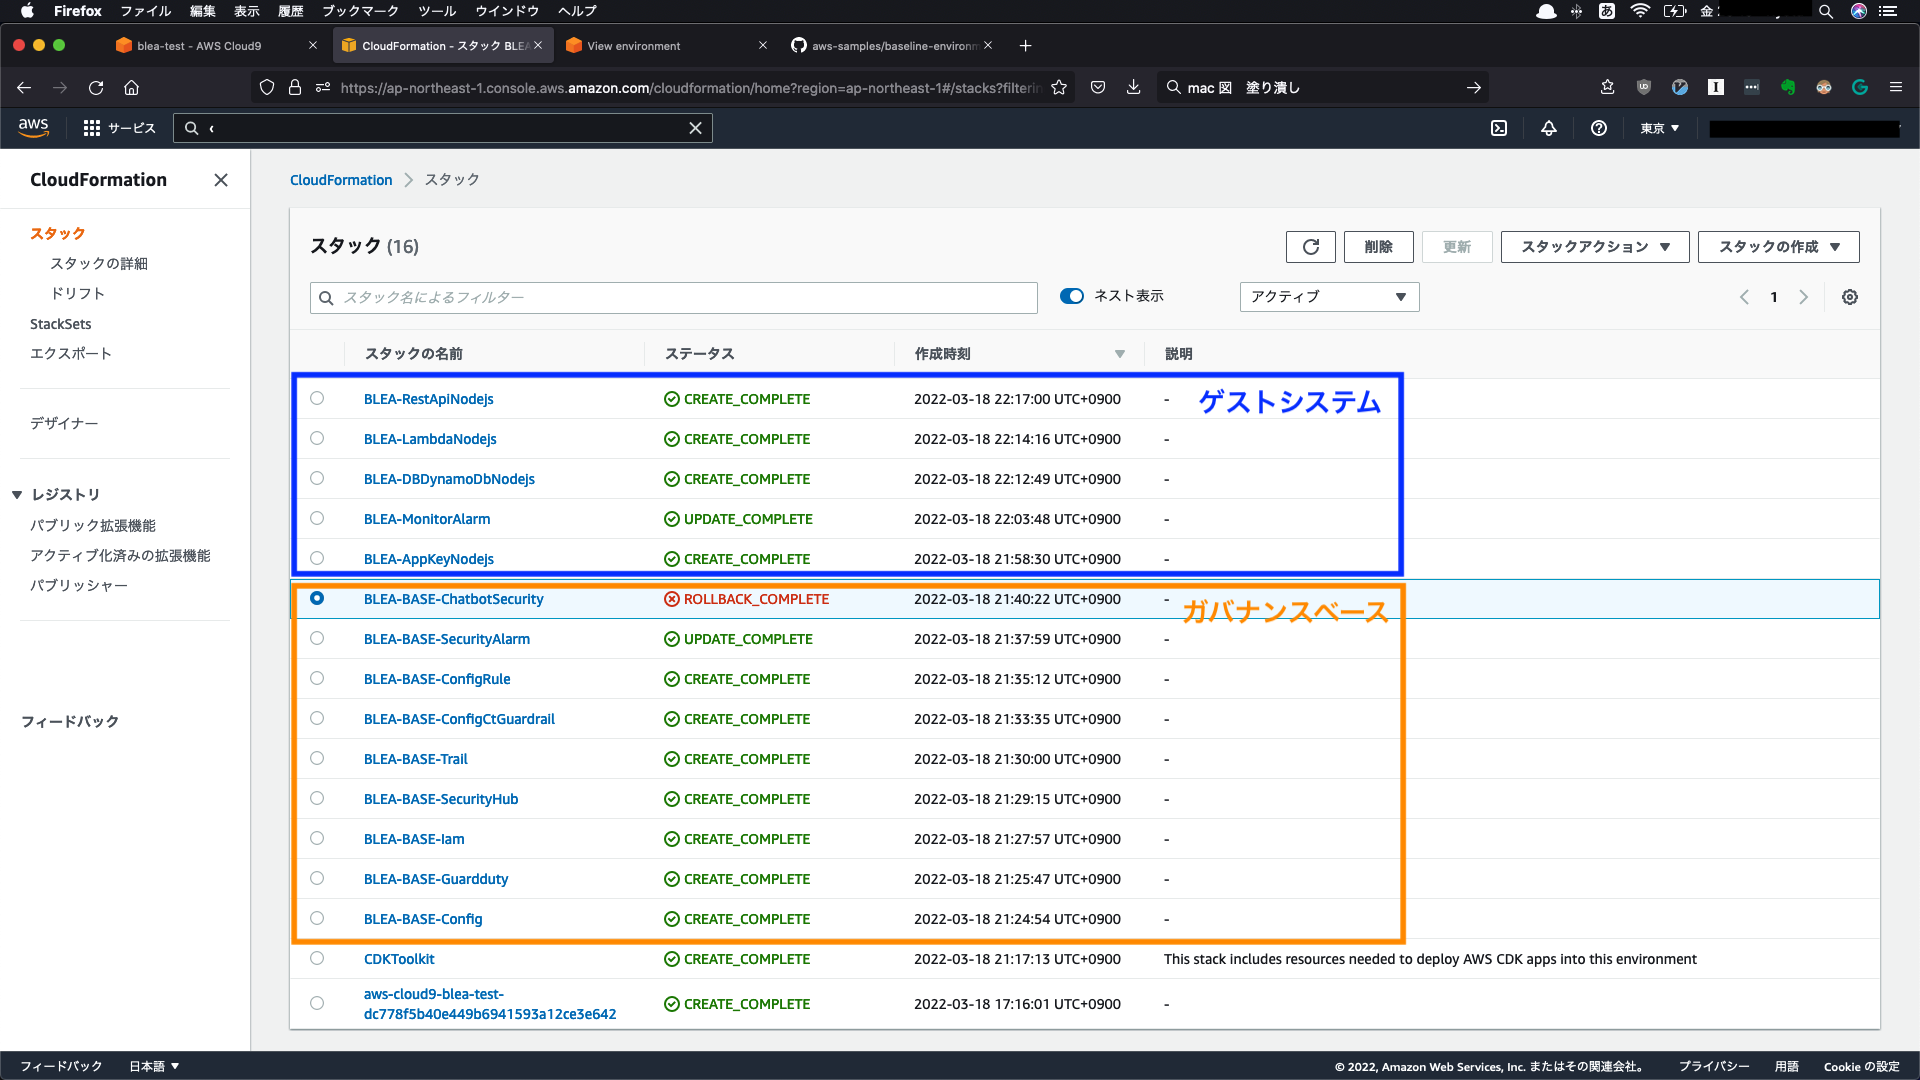 Firefox ファイル 編集 表示 履歴 ブックマーク ツール ウインドウ ヘルプ あ 金
blea-test - AWS Cloud9
CloudFormation - スタック BLEA
View environment
aws-samples/baseline-environm
https://ap-northeast-1.console.aws.amazon.com/cloudformation/home?region=ap-northeast-1#/stacks?filterin
mac 図 塗り潰し
aws サービス
東京
CloudFormation
スタック
スタックの詳細
ドリフト
StackSets
エクスポート
デザイナー
レジストリ
パブリック拡張機能
アクティブ化済みの拡張機能
パブリッシャー
フィードバック
CloudFormation スタック
スタック (16)
削除 更新 スタックアクション スタックの作成
スタック名によるフィルター ネスト表示 アクティブ 1
スタックの名前 ステータス 作成時刻 説明
ゲストシステム
BLEA-RestApiNodejs CREATE_COMPLETE 2022-03-18 22:17:00 UTC+0900 -
BLEA-LambdaNodejs CREATE_COMPLETE 2022-03-18 22:14:16 UTC+0900 -
BLEA-DBDynamoDbNodejs CREATE_COMPLETE 2022-03-18 22:12:49 UTC+0900 -
BLEA-MonitorAlarm UPDATE_COMPLETE 2022-03-18 22:03:48 UTC+0900 -
BLEA-AppKeyNodejs CREATE_COMPLETE 2022-03-18 21:58:30 UTC+0900 -
ガバナンスベース
BLEA-BASE-ChatbotSecurity ROLLBACK_COMPLETE 2022-03-18 21:40:22 UTC+0900 -
BLEA-BASE-SecurityAlarm UPDATE_COMPLETE 2022-03-18 21:37:59 UTC+0900 -
BLEA-BASE-ConfigRule CREATE_COMPLETE 2022-03-18 21:35:12 UTC+0900 -
BLEA-BASE-ConfigCtGuardrail CREATE_COMPLETE 2022-03-18 21:33:35 UTC+0900 -
BLEA-BASE-Trail CREATE_COMPLETE 2022-03-18 21:30:00 UTC+0900 -
BLEA-BASE-SecurityHub CREATE_COMPLETE 2022-03-18 21:29:15 UTC+0900 -
BLEA-BASE-Iam CREATE_COMPLETE 2022-03-18 21:27:57 UTC+0900 -
BLEA-BASE-Guardduty CREATE_COMPLETE 2022-03-18 21:25:47 UTC+0900 -
BLEA-BASE-Config CREATE_COMPLETE 2022-03-18 21:24:54 UTC+0900 -
CDKToolkit CREATE_COMPLETE 2022-03-18 21:17:13 UTC+0900 This stack includes resources needed to deploy AWS CDK apps into this environment
aws-cloud9-blea-test-
dc778f5b40e449b6941593a12ce3e642 CREATE_COMPLETE 2022-03-18 17:16:01 UTC+0900 -
フィードバック 日本語 © 2022, Amazon Web Services, Inc. またはその関連会社。 プライバシー 用語 Cookie の設定